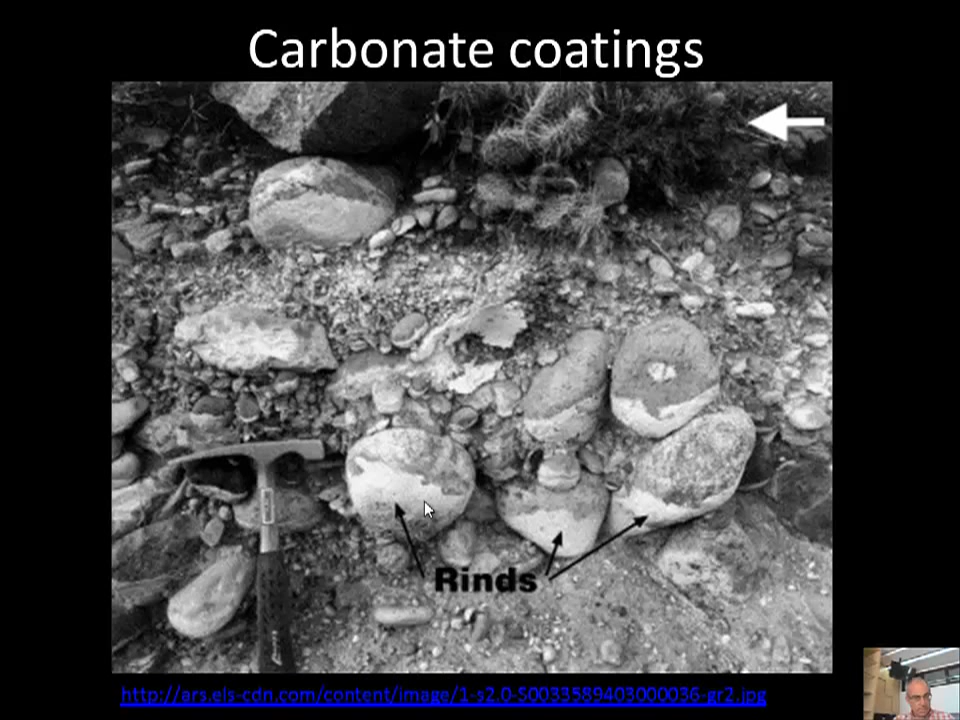 Carbonate coatings
Rinds
http://ars.els-cdn.com/content/image/1-s2.0-S0033589403000036-gr2.jpg